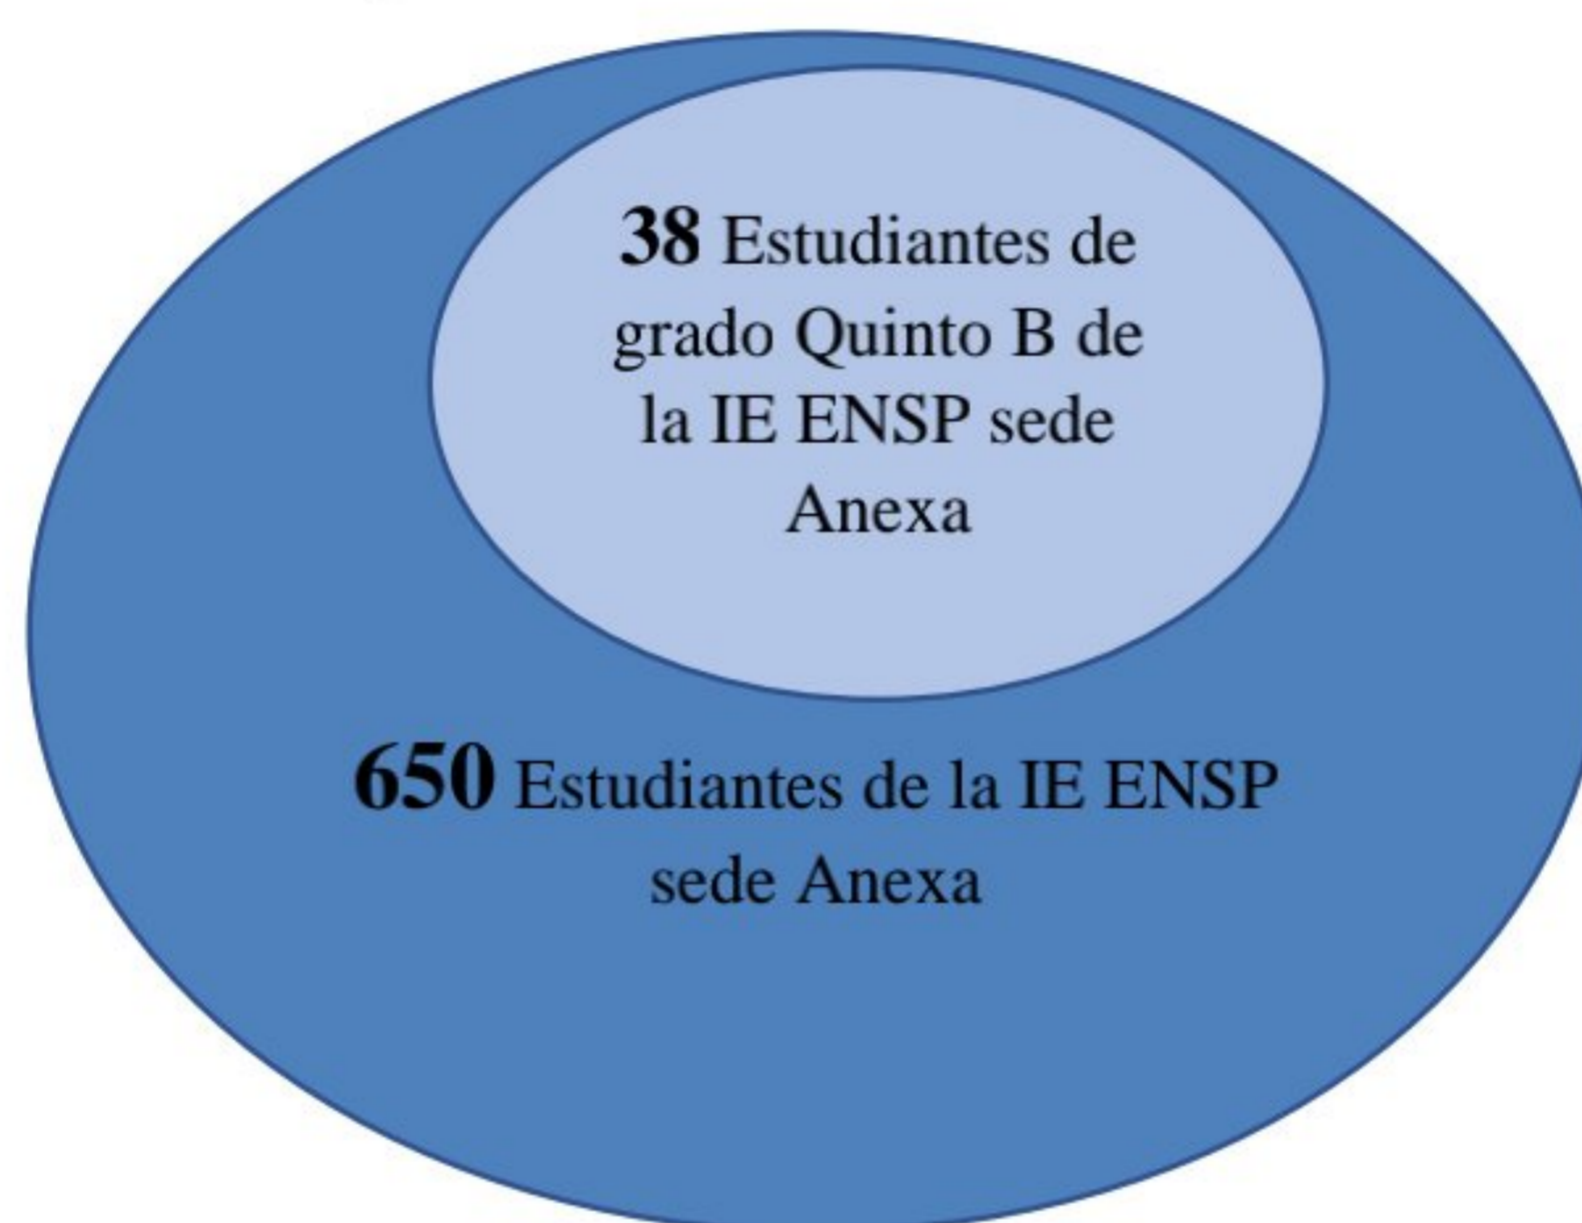 38 Estudiantes de
grado Quinto B de
la IE ENSP sede
Anexa
650 Estudiantes de la IE ENSP
sede Anexa